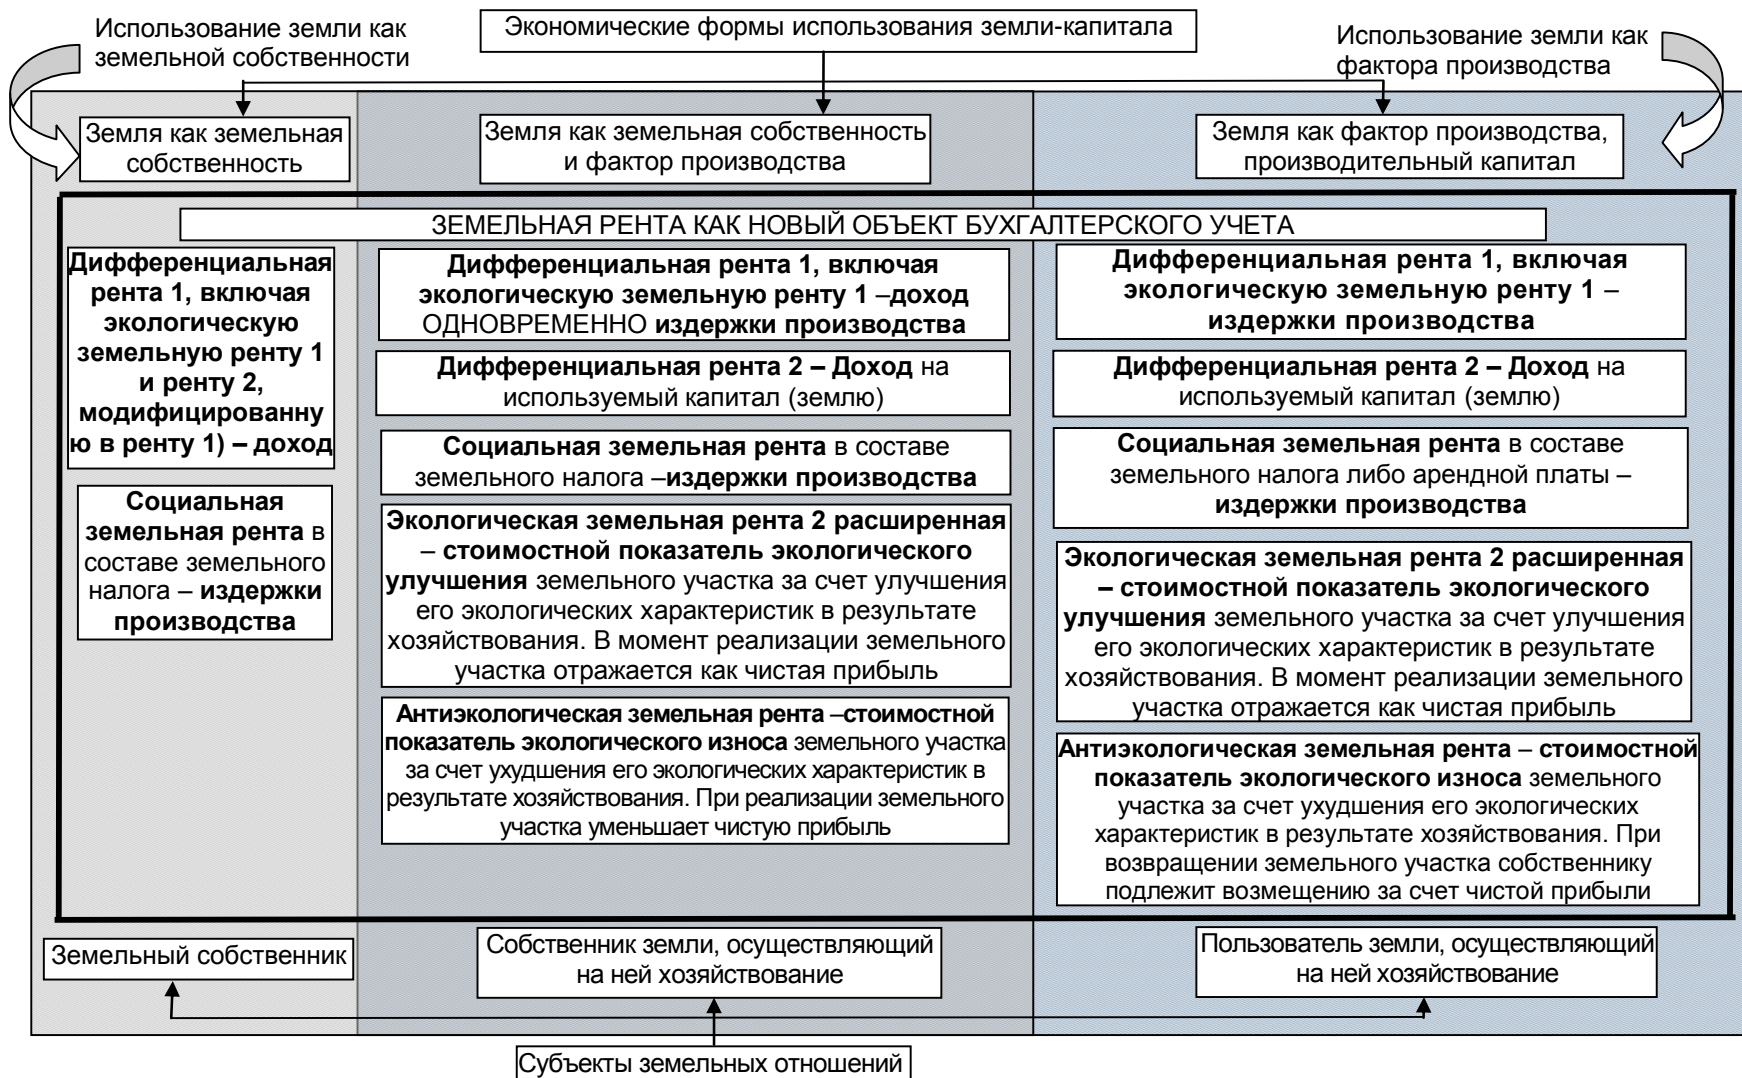 Использование земли как
земельной собственности
Экономические формы использования земли-капитала
Использование земли как
фактора производства
Земля как земельная
собственность
Земля как земельная собственность
и фактор производства
Земля как фактор производства,
производительный капитал
ЗЕМЕЛЬНАЯ РЕНТА КАК НОВЫЙ ОБЪЕКТ БУХГАЛТЕРСКОГО УЧЕТА
Дифференциальная
рента 1, включая
экологическую
земельную ренту 1
и ренту 2,
модифицированну
ю в ренту 1) – доход
Социальная
земельная рента в
составе земельного
налога – издержки
производства
Дифференциальная рента 1, включая
экологическую земельную ренту 1 –доход
ОДНОВРЕМЕННО издержки производства
Дифференциальная рента 2 – Доход на
используемый капитал (землю)
Социальная земельная рента в составе
земельного налога –издержки производства
Экологическая земельная рента 2 расширенная
– стоимостной показатель экологического
улучшения земельного участка за счет улучшения
его экологических характеристик в результате
хозяйствования. В момент реализации земельного
участка отражается как чистая прибыль
Антиэкологическая земельная рента –стоимостной
показатель экологического износа земельного участка
за счет ухудшения его экологических характеристик в
результате хозяйствования. При реализации земельного
участка уменьшает чистую прибыль
Дифференциальная рента 1, включая
экологическую земельную ренту 1 –
издержки производства
Дифференциальная рента 2 – Доход на
используемый капитал (землю)
Социальная земельная рента в составе
земельного налога либо арендной платы –
издержки производства
Экологическая земельная рента 2 расширенная
– стоимостной показатель экологического
улучшения земельного участка за счет улучшения
его экологических характеристик в результате
хозяйствования. В момент реализации земельного
участка отражается как чистая прибыль
Антиэкологическая земельная рента – стоимостной
показатель экологического износа земельного
участка за счет ухудшения его экологических
характеристик в результате хозяйствования. При
возвращении земельного участка собственнику
подлежит возмещению за счет чистой прибыли
Земельный собственник
Собственник земли, осуществляющий
на ней хозяйствование
Пользователь земли, осуществляющий
на ней хозяйствование
Субъекты земельных отношений